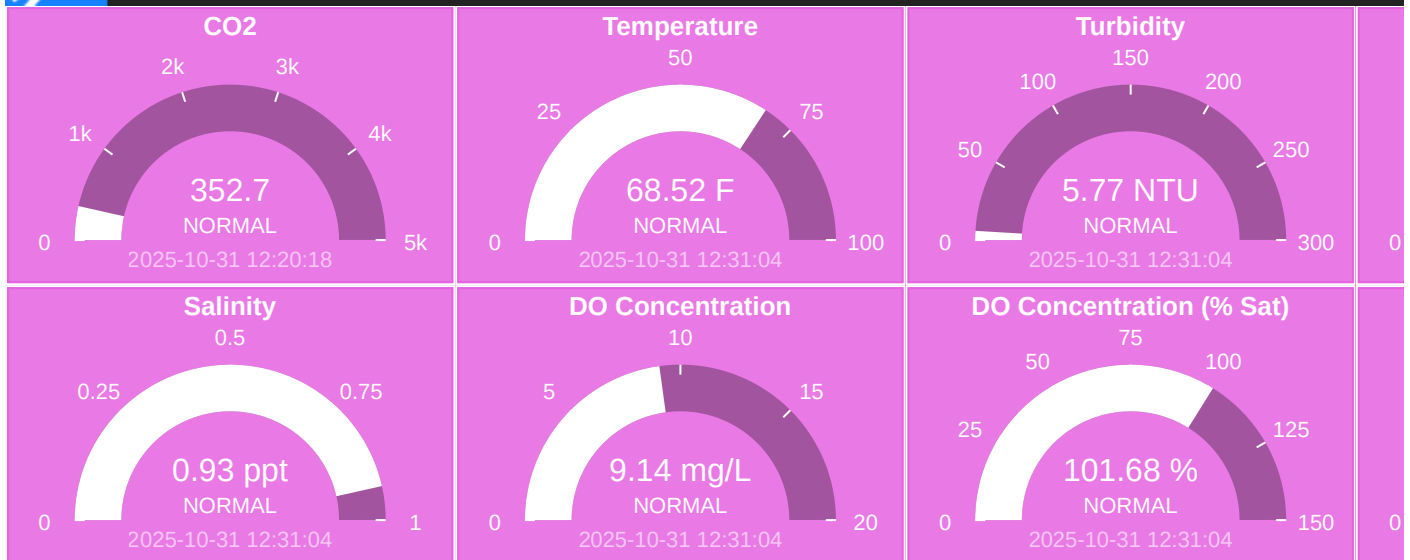 CO2
0
1k
2k
3k
4k
5k
352.7
NORMAL
2025-10-31 12:20:18
Temperature
0
25
50
75
100
68.52 F
NORMAL
2025-10-31 12:31:04
Turbidity
0
50
100
150
200
250
300
5.77 NTU
NORMAL
2025-10-31 12:31:04
0
Salinity
0
0.25
0.5
0.75
1
0.93 ppt
NORMAL
2025-10-31 12:31:04
DO Concentration
0
5
10
15
20
9.14 mg/L
NORMAL
2025-10-31 12:31:04
DO Concentration (% Sat)
0
25
50
75
100
125
150
101.68 %
NORMAL
2025-10-31 12:31:04
0